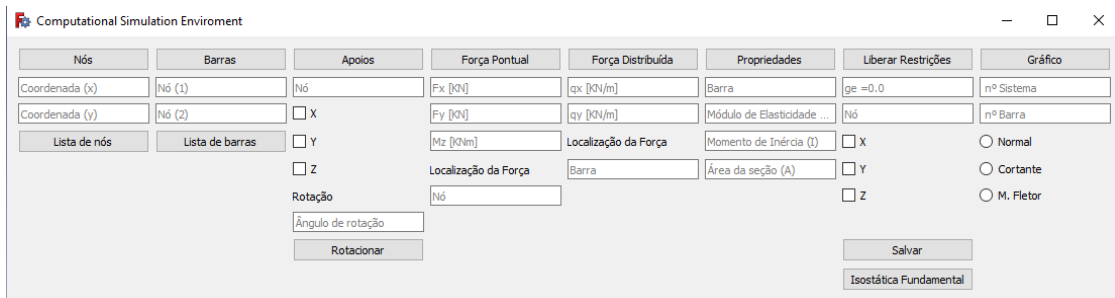 Computational Simulation Enviroment
Nós Barras Apoios Força Pontual Força Distribuída Propriedades Liberar Restrições Gráfico
Coordenada (x) Nó (1) Nó Fx [KN] qx [KN/m] Barra ge =0.0 nº Sistema
Coordenada (y) Nó (2) X Fy [KN] qy [KN/m] Módulo de Elasticidade ... Nó nº Barra
Lista de nós Lista de barras Y Mz [KNm] Localização da Força Momento de Inércia (I) X Normal
Z Localização da Força Barra Área da seção (A) Y Cortante
Rotação Nó Z M. Fletor
Ângulo de rotação
Rotacionar Salvar
Isostática Fundamental